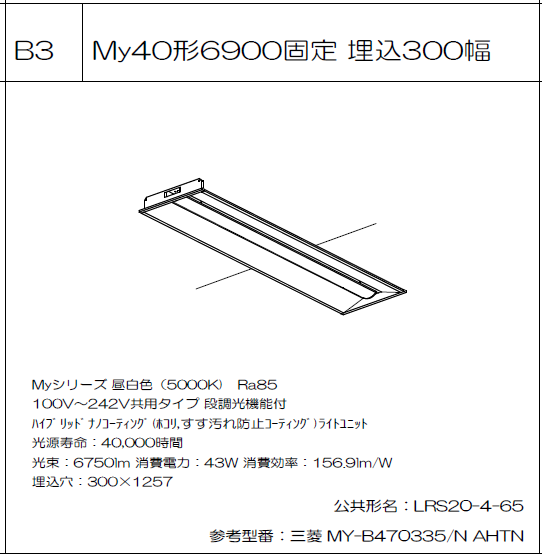 B3
My40形6900固定 埋込300幅
Myシリーズ 昼白色（5000K） Ra85
100V～242V共用タイプ 段調光機能付
ﾊｲﾌﾞﾘｯﾄﾞﾅﾉｺｰﾃｨﾝｸﾞ(ﾎｺﾘ,すす汚れ防止ｺｰﾃｨﾝｸﾞ)ﾗｲﾄﾕﾆｯﾄ
光源寿命：40,000時間
光束：6750lm 消費電力：43W 消費効率：156.9lm/W
埋込穴：300×1257
公共形名：LRS20-4-65
参考型番：三菱 MY-B470335/N AHTN